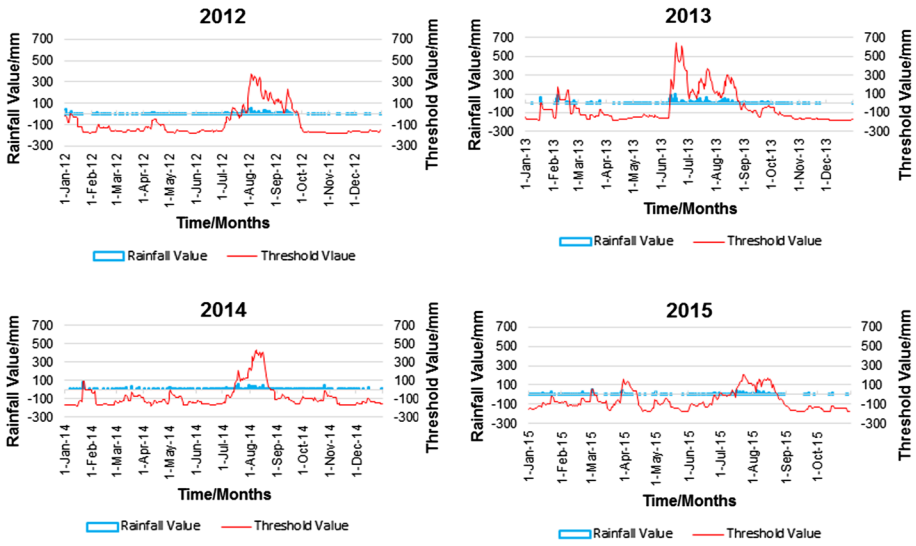 2012
Rainfall Value/mm
700
500
300
100
-100
-300
700
500
300
100
-100
-300
Threshold Value/mm
1-Jan-12
1-Feb-12
1-Mar-12
1-Apr-12
1-May-12
1-Jun-12
1-Jul-12
1-Aug-12
1-Sep-12
1-Oct-12
1-Nov-12
1-Dec-12
Time/Months
Rainfall Value
Threshold Vlaue
2013
Rainfall Value/mm
700
500
300
100
-100
-300
700
500
300
100
-100
-300
Threshold Value/mm
1-Jan-13
1-Feb-13
1-Mar-13
1-Apr-13
1-May-13
1-Jun-13
1-Jul-13
1-Aug-13
1-Sep-13
1-Oct-13
1-Nov-13
1-Dec-13
Time/Months
Rainfall Value
Threshold Value
2014
Rainfall Value/mm
700
500
300
100
-100
-300
700
500
300
100
-100
-300
Threshold Value/mm
1-Jan-14
1-Feb-14
1-Mar-14
1-Apr-14
1-May-14
1-Jun-14
1-Jul-14
1-Aug-14
1-Sep-14
1-Oct-14
1-Nov-14
1-Dec-14
Time/Months
Rainfall Value
Threshold Value
2015
Rainfall Value/mm
700
500
300
100
-100
-300
700
500
300
100
-100
-300
Threshold Value/mm
1-Jan-15
1-Feb-15
1-Mar-15
1-Apr-15
1-May-15
1-Jun-15
1-Jul-15
1-Aug-15
1-Sep-15
1-Oct-15
Time/Months
Rainfall Value
Threshold Value